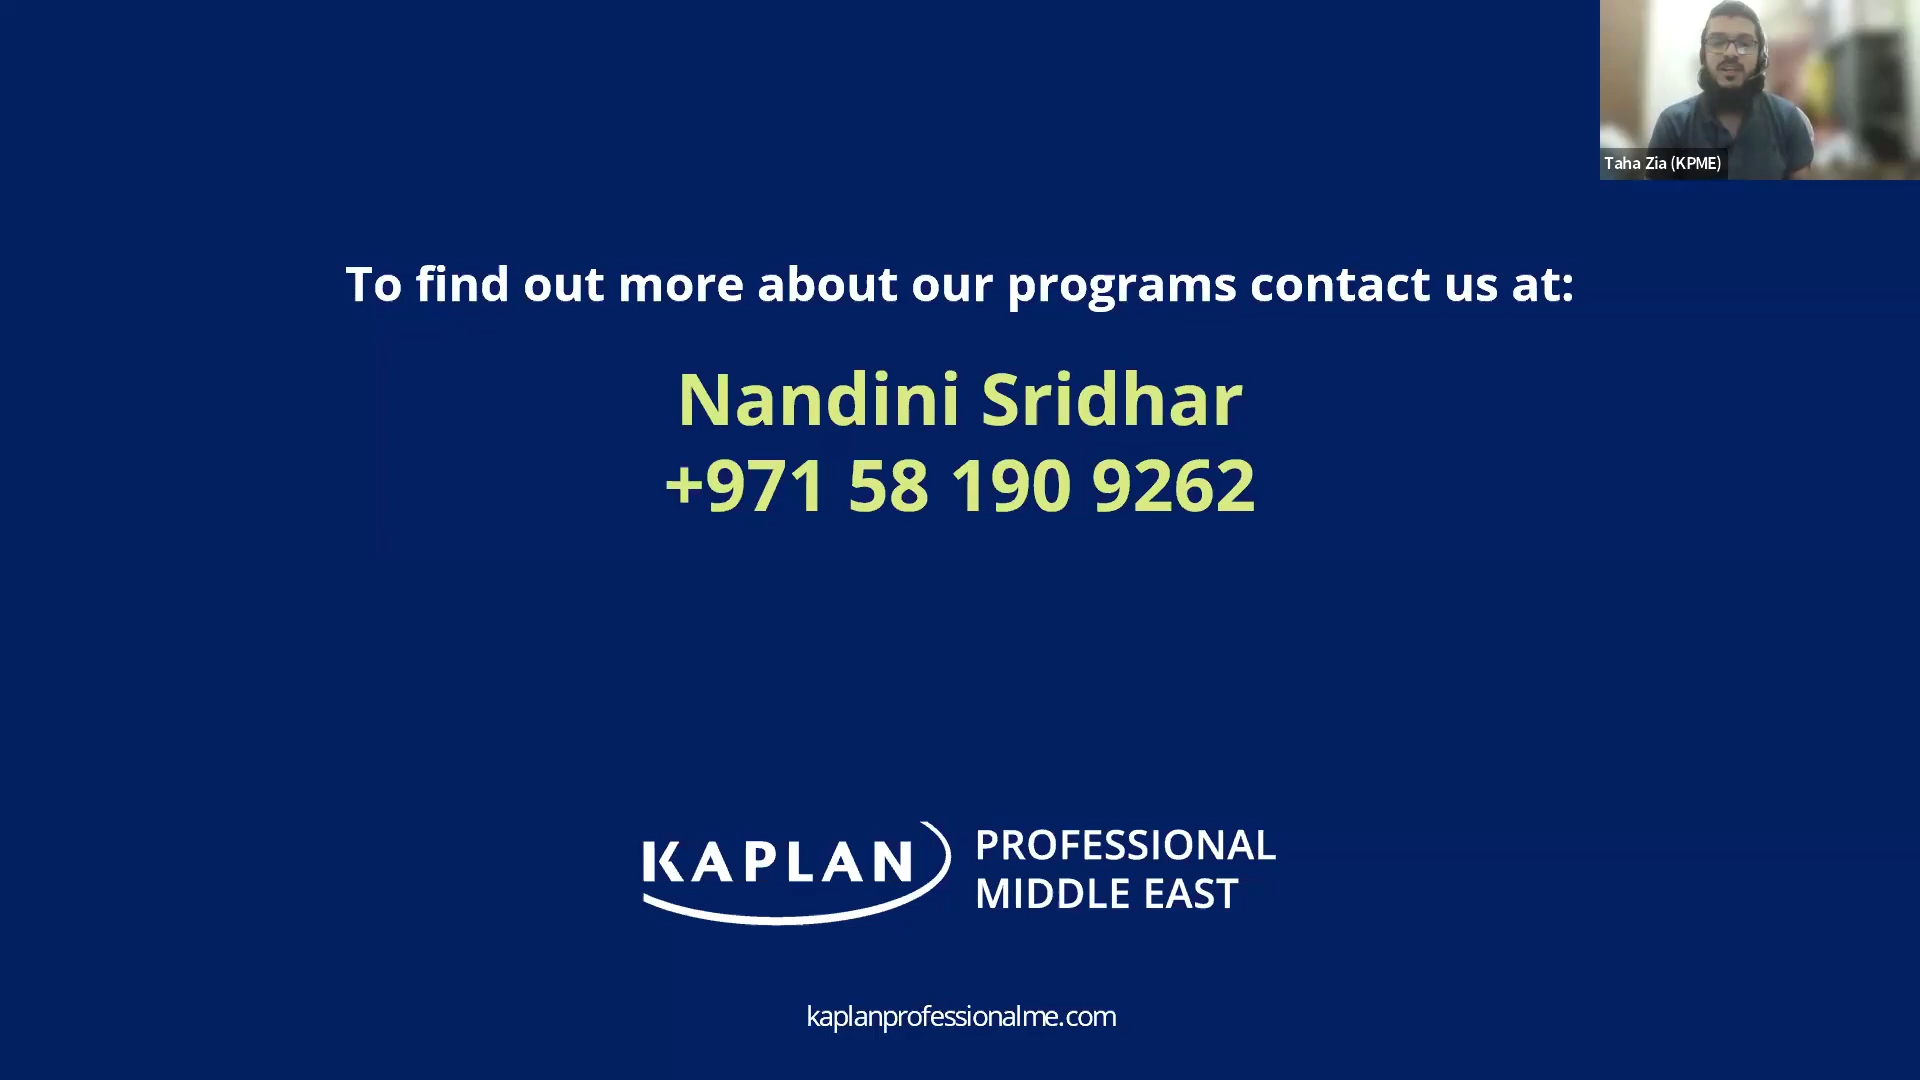 Taha Zia (KPME)
To find out more about our programs contact us at:
Nandini Sridhar
+971 58 190 9262
KAPLAN PROFESSIONAL
MIDDLE EAST
kaplanprofessionalme.com